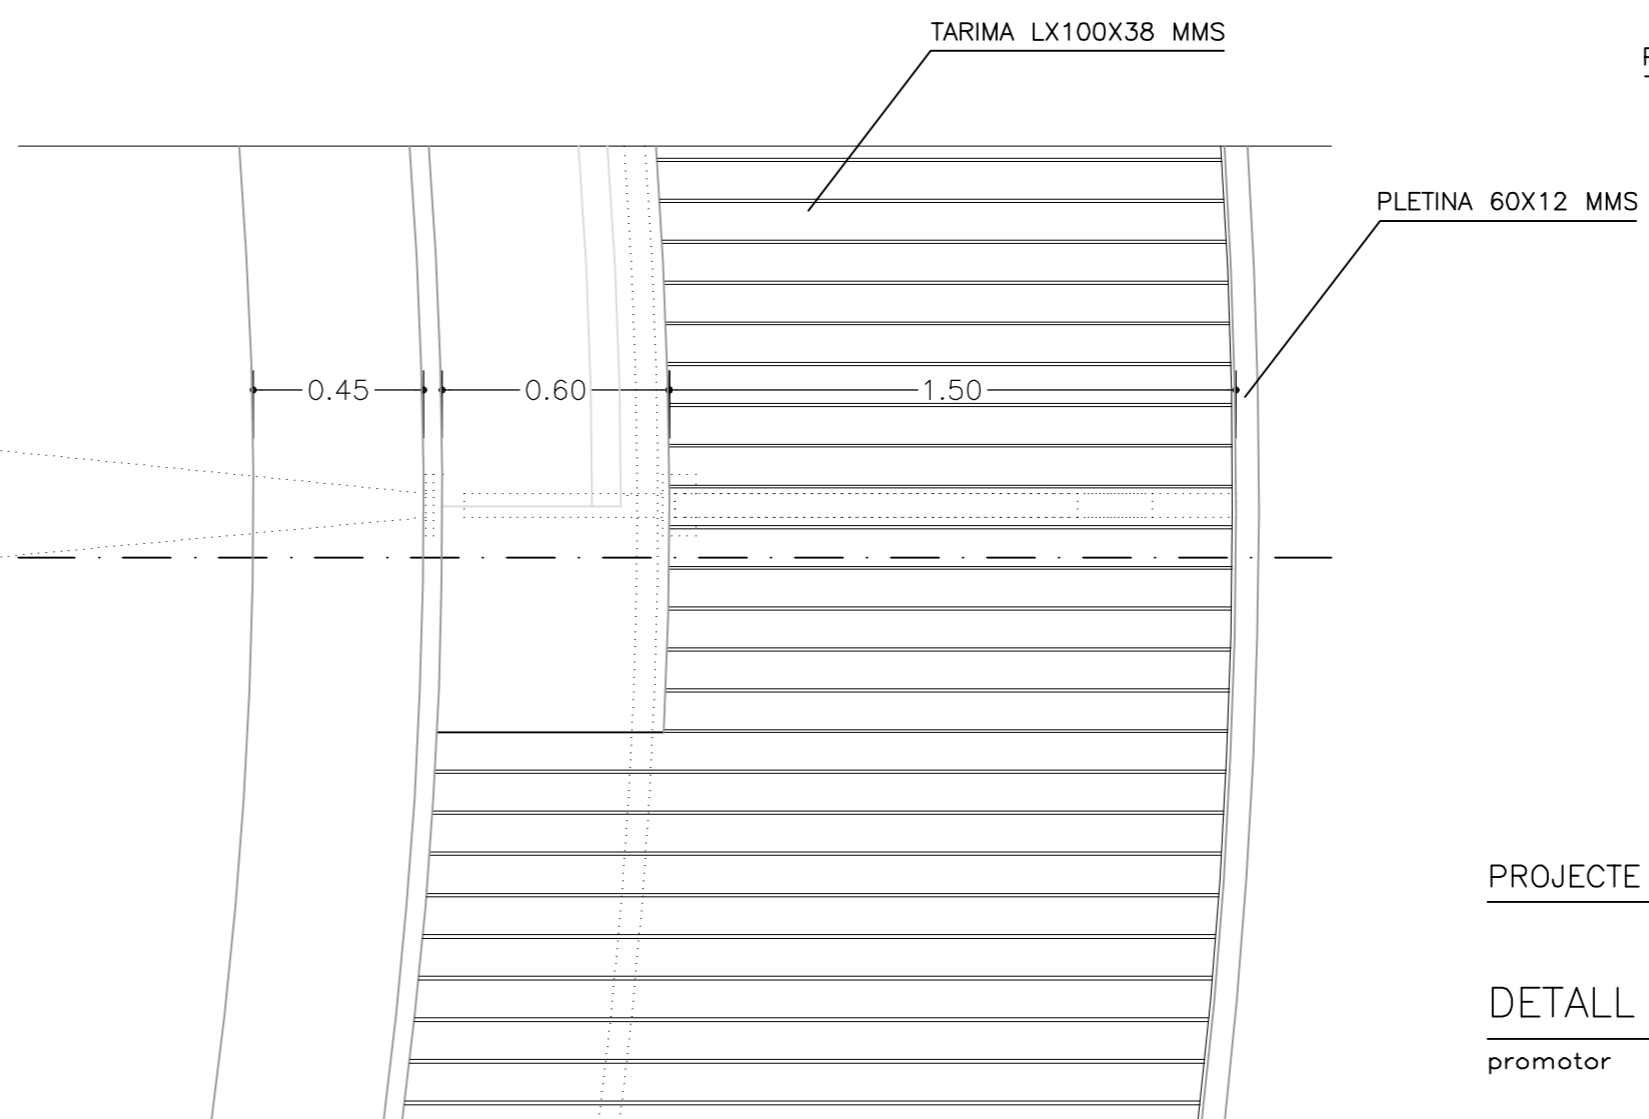 TARIMA LX100X38 MMS
PLETINA 60X12 MMS
0.45
0.60
1.50
PROJECTE
DETALL
promotor